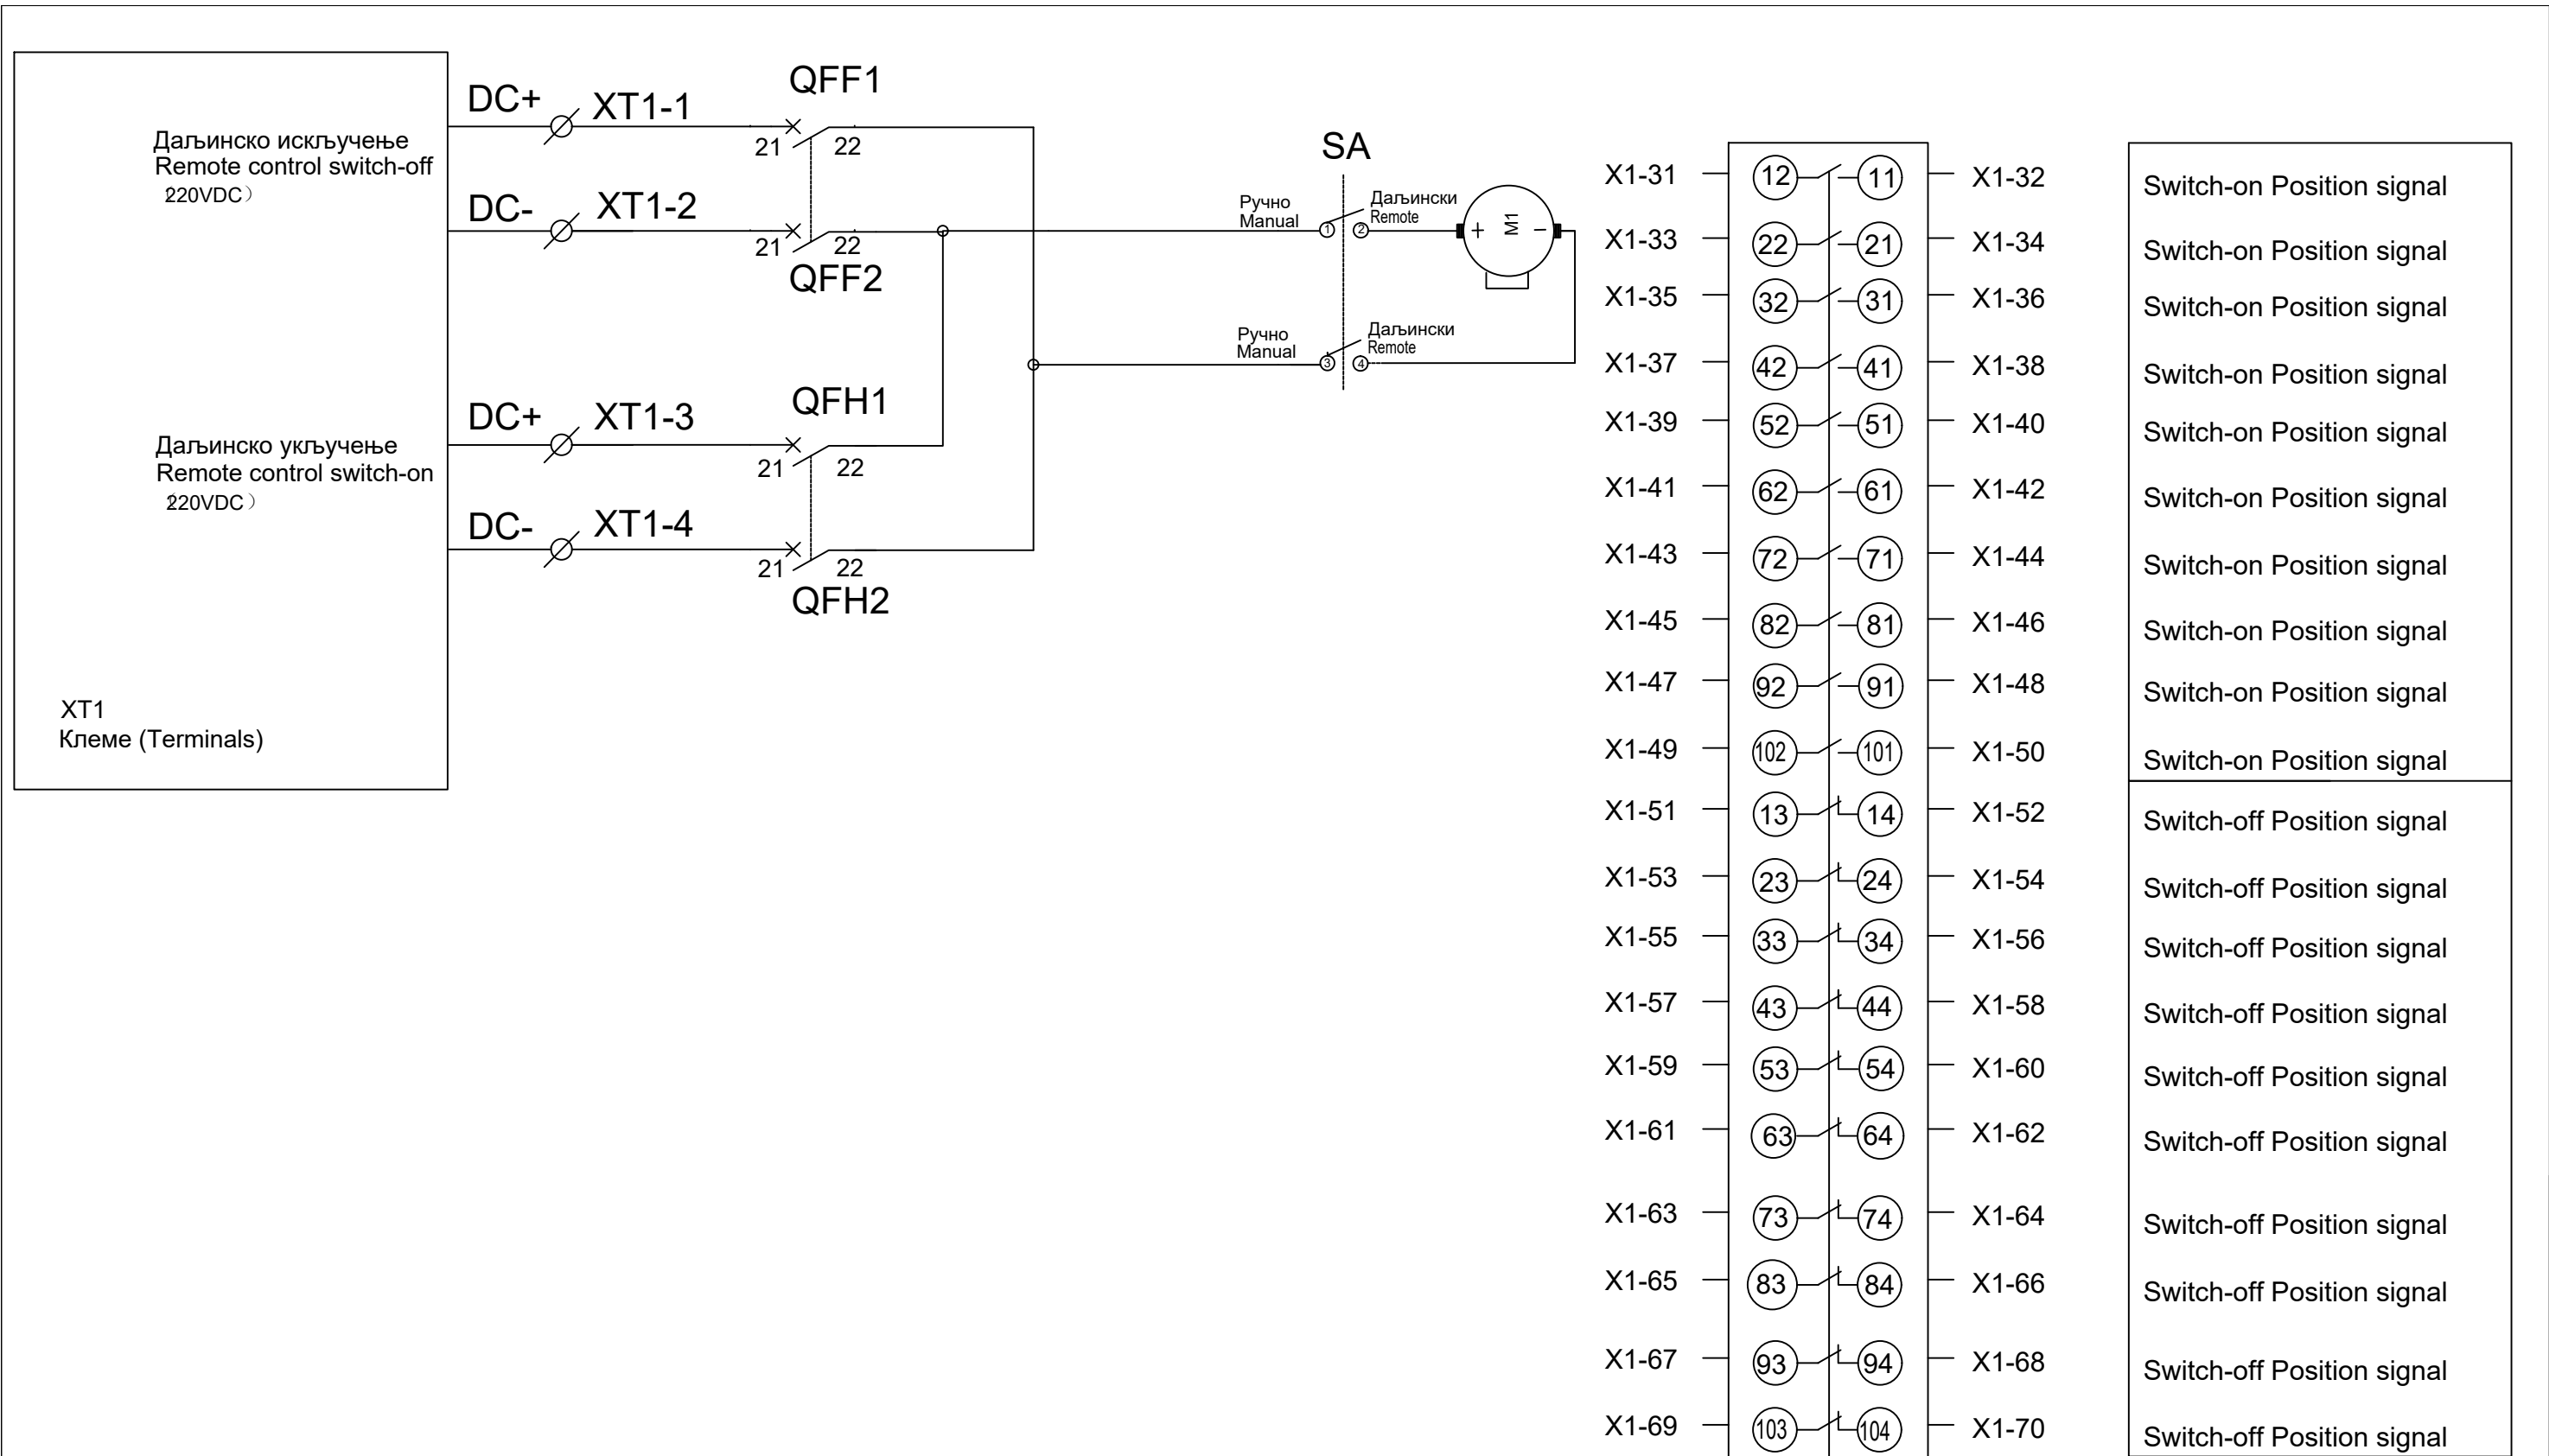 Даљинско искључење
Remote control switch-off
220VDC）
DC+
XT1-1
QFF1
21
22
DC-
XT1-2
21
22
QFF2
Даљинско укључење
Remote control switch-on
220VDC）
DC+
XT1-3
QFH1
21
22
DC-
XT1-4
21
22
QFH2
XT1
Клеме (Terminals)
SA
Ручно
Manual
1
2
Даљински
Remote
+ M1 −
Ручно
Manual
3
4
Даљински
Remote
X1-31 12 11 X1-32 Switch-on Position signal
X1-33 22 21 X1-34 Switch-on Position signal
X1-35 32 31 X1-36 Switch-on Position signal
X1-37 42 41 X1-38 Switch-on Position signal
X1-39 52 51 X1-40 Switch-on Position signal
X1-41 62 61 X1-42 Switch-on Position signal
X1-43 72 71 X1-44 Switch-on Position signal
X1-45 82 81 X1-46 Switch-on Position signal
X1-47 92 91 X1-48 Switch-on Position signal
X1-49 102 101 X1-50 Switch-on Position signal
X1-51 13 14 X1-52 Switch-off Position signal
X1-53 23 24 X1-54 Switch-off Position signal
X1-55 33 34 X1-56 Switch-off Position signal
X1-57 43 44 X1-58 Switch-off Position signal
X1-59 53 54 X1-60 Switch-off Position signal
X1-61 63 64 X1-62 Switch-off Position signal
X1-63 73 74 X1-64 Switch-off Position signal
X1-65 83 84 X1-66 Switch-off Position signal
X1-67 93 94 X1-68 Switch-off Position signal
X1-69 103 104 X1-70 Switch-off Position signal